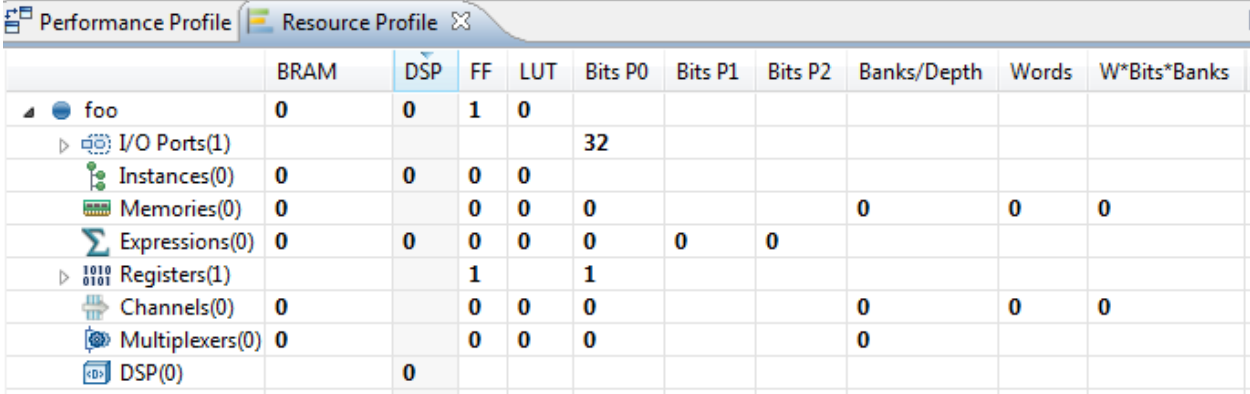 Performance Profile Resource Profile
BRAM DSP FF LUT Bits P0 Bits P1 Bits P2 Banks/Depth Words W*Bits*Banks
foo 0 0 1 0
I/O Ports(1) 32
Instances(0) 0 0 0 0
Memories(0) 0 0 0 0 0 0 0
Expressions(0) 0 0 0 0 0 0 0
1010 0101 Registers(1) 1 1
Channels(0) 0 0 0 0 0 0 0
Multiplexers(0) 0 0 0 0 0
<D> DSP(0) 0